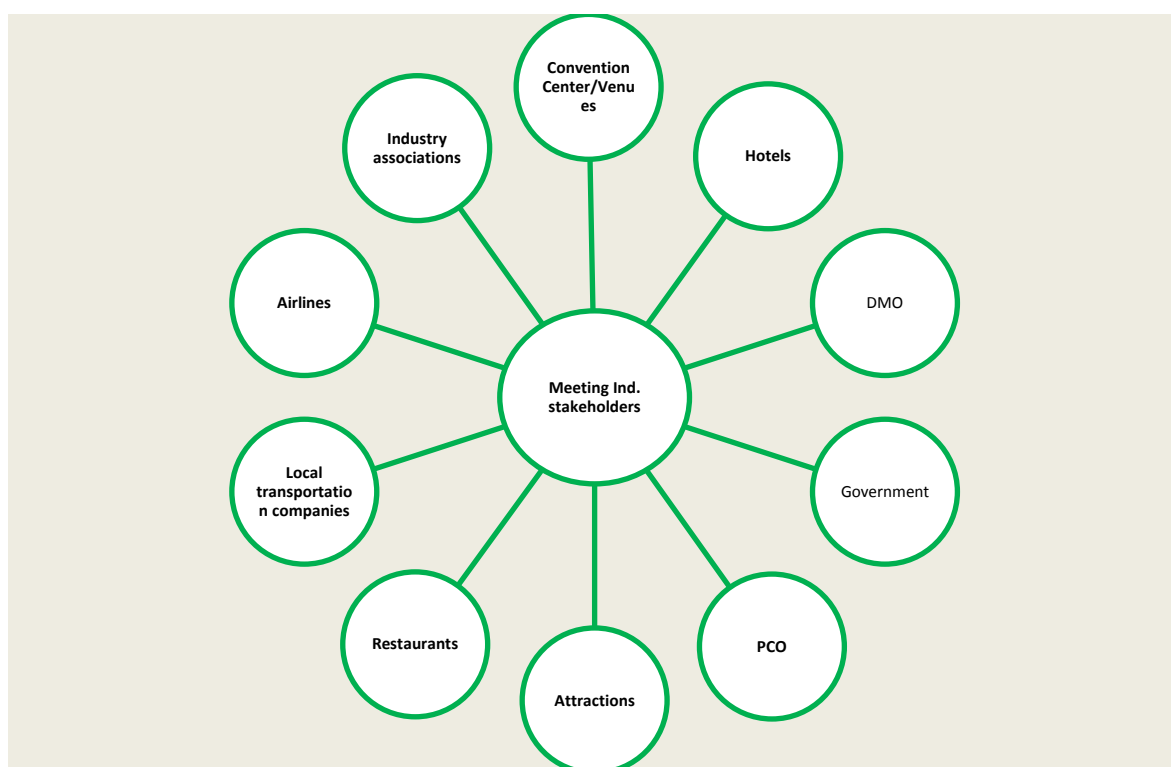 Convention
Center/Venu
es
Hotels
DMO
Government
PCO
Attractions
Restaurants
Local
transportatio
n companies
Airlines
Industry
associations
Meeting Ind.
stakeholders